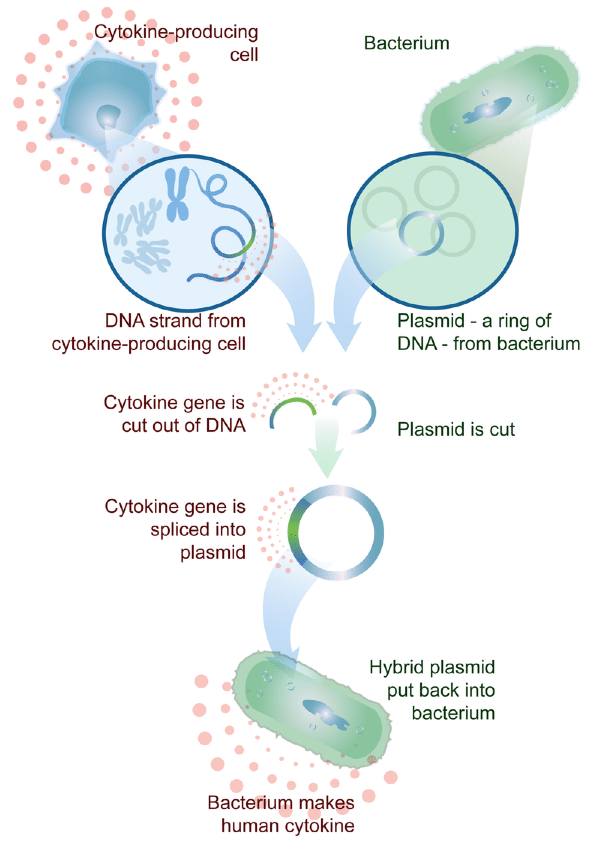 Cytokine-producing
cell
Bacterium
DNA strand from
cytokine-producing cell
Plasmid - a ring of
DNA - from bacterium
Cytokine gene is
cut out of DNA
Plasmid is cut
Cytokine gene is
spliced into
plasmid
Hybrid plasmid
put back into
bacterium
Bacterium makes
human cytokine